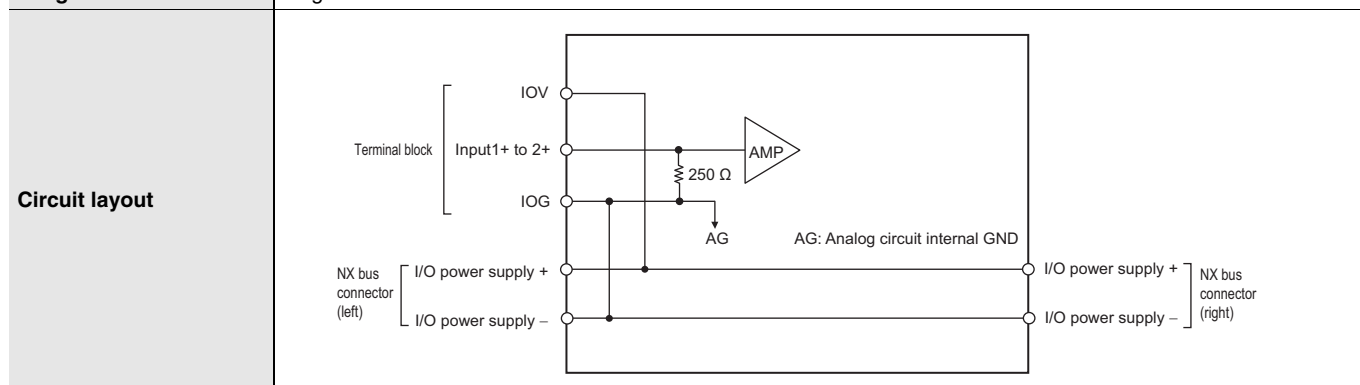 Circuit layout
IOV
Terminal block
Input1+ to 2+
AMP
250 Ω
IOG
AG
AG: Analog circuit internal GND
NX bus
connector
(left)
I/O power supply +
I/O power supply −
I/O power supply +
I/O power supply −
NX bus
connector
(right)